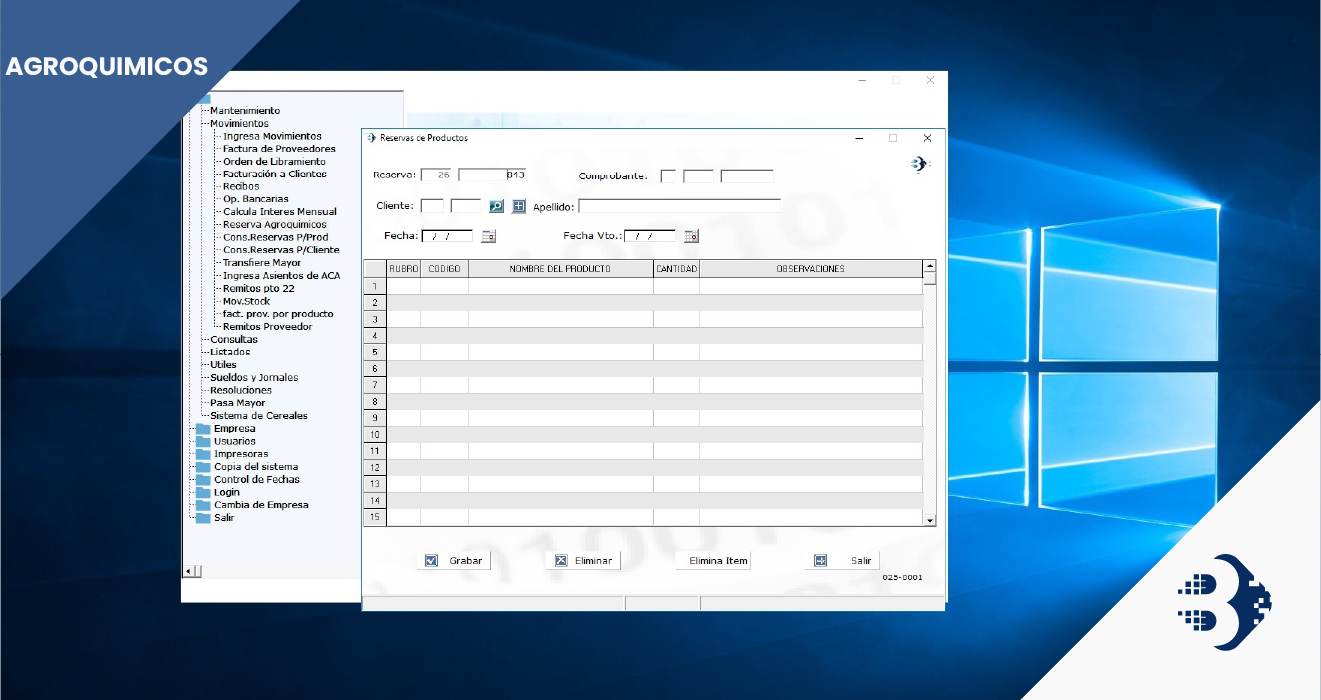 AGROQUIMICOS
Mantenimiento
Movimientos
Ingresa Movimientos
Factura de Proveedores
Orden de Libramiento
Facturación a Clientes
Recibos
Op. Bancarias
Calcula Interes Mensual
Reserva Agroquimicos
Cons.Reservas P/Prod
Cons.Reservas P/Cliente
Transfiere Mayor
Ingresa Asientos de ACA
Remitos pto 22
Mov.Stock
fact. prov. por producto
Remitos Proveedor
Consultas
Listados
Utiles
Sueldos y Jornales
Resoluciones
Pasa Mayor
Sistema de Cereales
Empresa
Usuarios
Impresoras
Copia del sistema
Control de Fechas
Login
Cambia de Empresa
Salir
Reservas de Productos
Reserva: 26 843 Comprobante:
Cliente: Apellido:
Fecha: / / Fecha Vto.: / /
RUBRO CODIGO NOMBRE DEL PRODUCTO CANTIDAD OBSERVACIONES
1
2
3
4
5
6
7
8
9
10
11
12
13
14
15
Grabar Eliminar Elimina Item Salir
025-0001